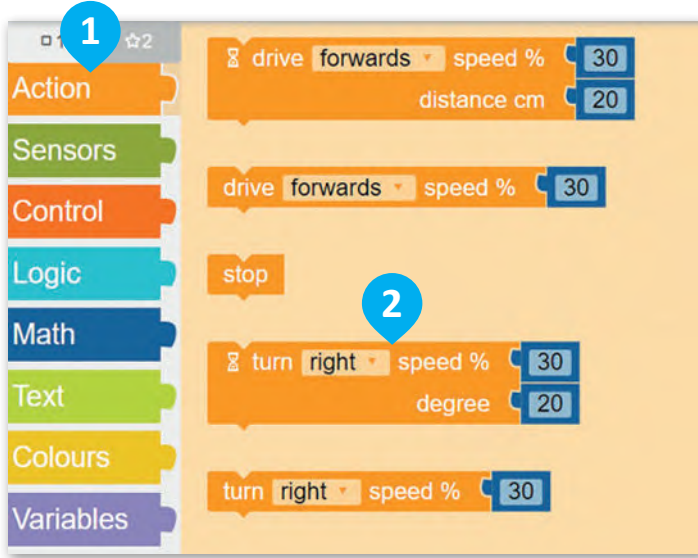 1
☆2
Action
Sensors
Control
Logic
Math
Text
Colours
Variables
drive forwards speed % 30
distance cm 20
drive forwards speed % 30
stop
2
turn right speed % 30
degree 20
turn right speed % 30